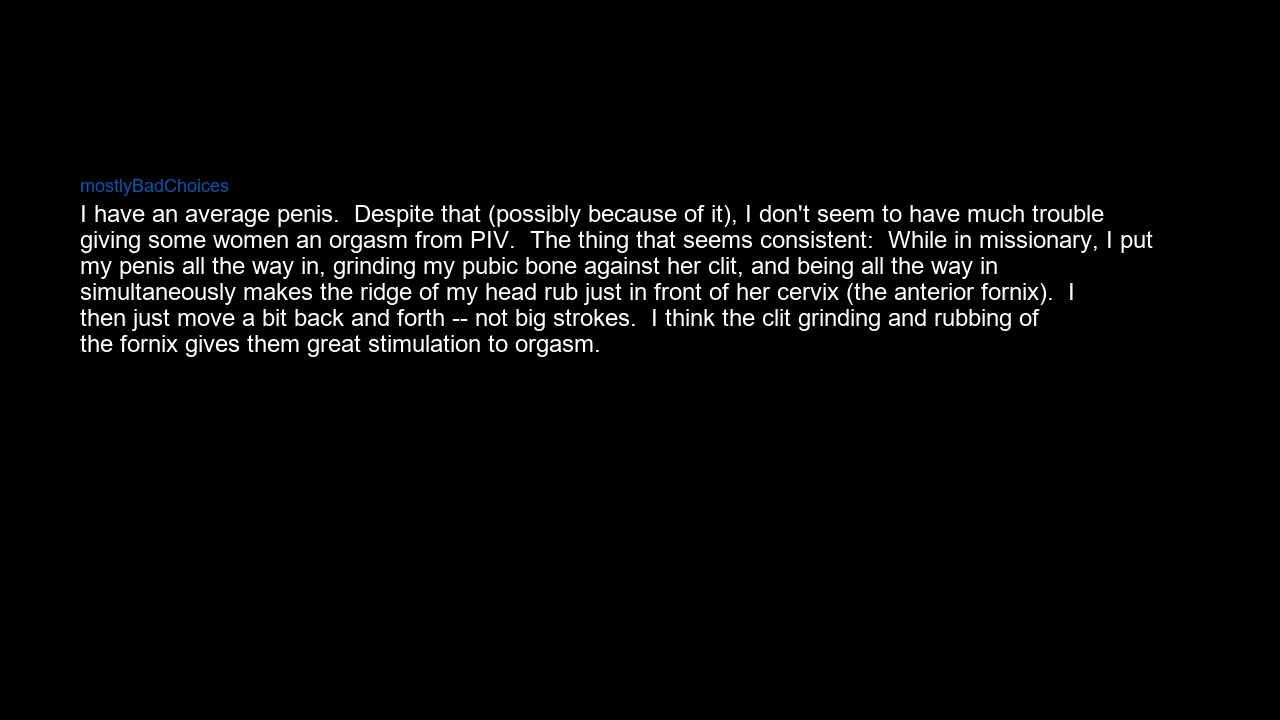 mostlyBadChoices
I have an average penis.  Despite that (possibly because of it), I don't seem to have much trouble
giving some women an orgasm from PIV.  The thing that seems consistent:  While in missionary, I put
my penis all the way in, grinding my pubic bone against her clit, and being all the way in
simultaneously makes the ridge of my head rub just in front of her cervix (the anterior fornix).  I
then just move a bit back and forth -- not big strokes.  I think the clit grinding and rubbing of
the fornix gives them great stimulation to orgasm.